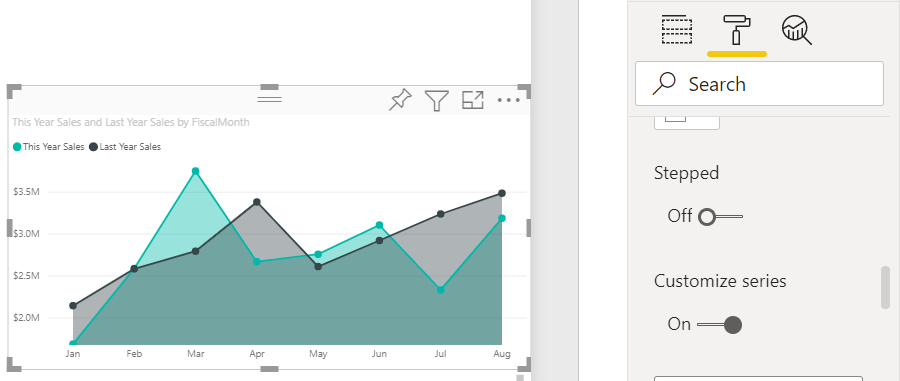 This Year Sales and Last Year Sales by FiscalMonth
This Year Sales Last Year Sales
$3.5M
$3.0M
$2.5M
$2.0M
Jan Feb Mar Apr May Jun Jul Aug
Search
Stepped
Off
Customize series
On